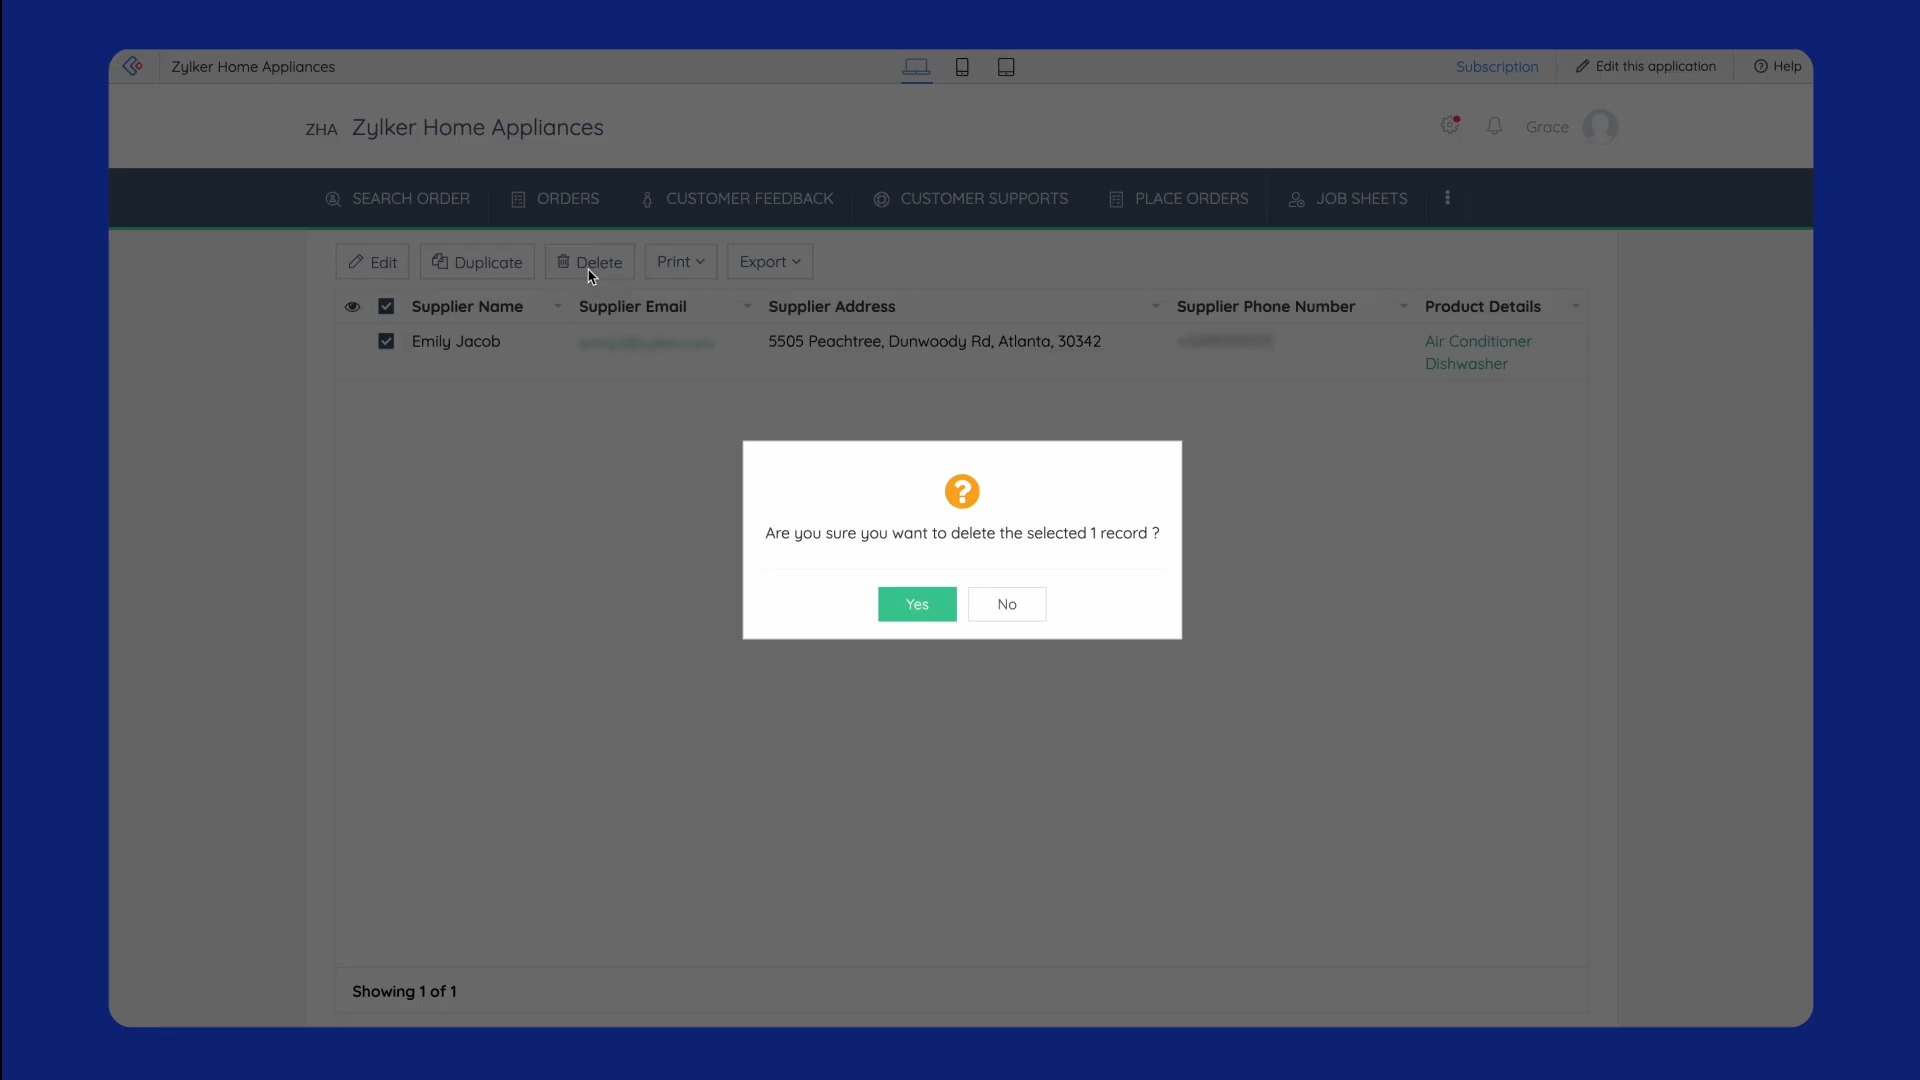 Zylker Home Appliances
Subscription
Edit this application
Help
ZHA Zylker Home Appliances
Grace
SEARCH ORDER ORDERS CUSTOMER FEEDBACK CUSTOMER SUPPORTS PLACE ORDERS JOB SHEETS
Edit Duplicate Delete Print Export
Supplier Name Supplier Email Supplier Address Supplier Phone Number Product Details
Emily Jacob 5505 Peachtree, Dunwoody Rd, Atlanta, 30342 Air Conditioner
Dishwasher
Are you sure you want to delete the selected 1 record ?
Yes No
Showing 1 of 1